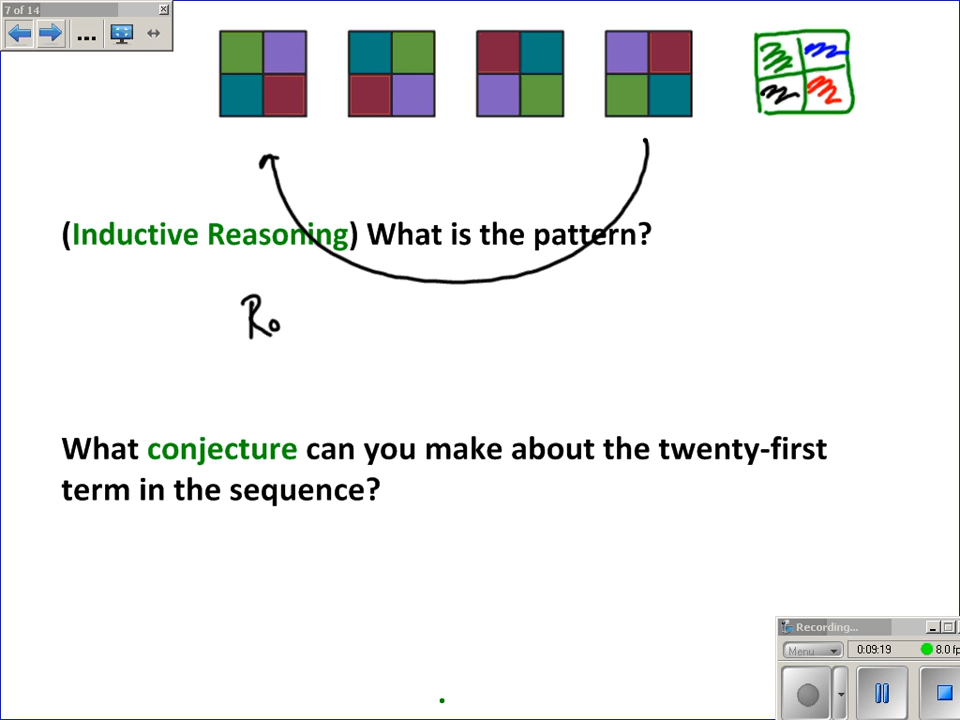 7 of 14
(Inductive Reasoning) What is the pattern?
Ro
What conjecture can you make about the twenty-first
term in the sequence?
Recording...
Menu
0:09:19
8.0 fp